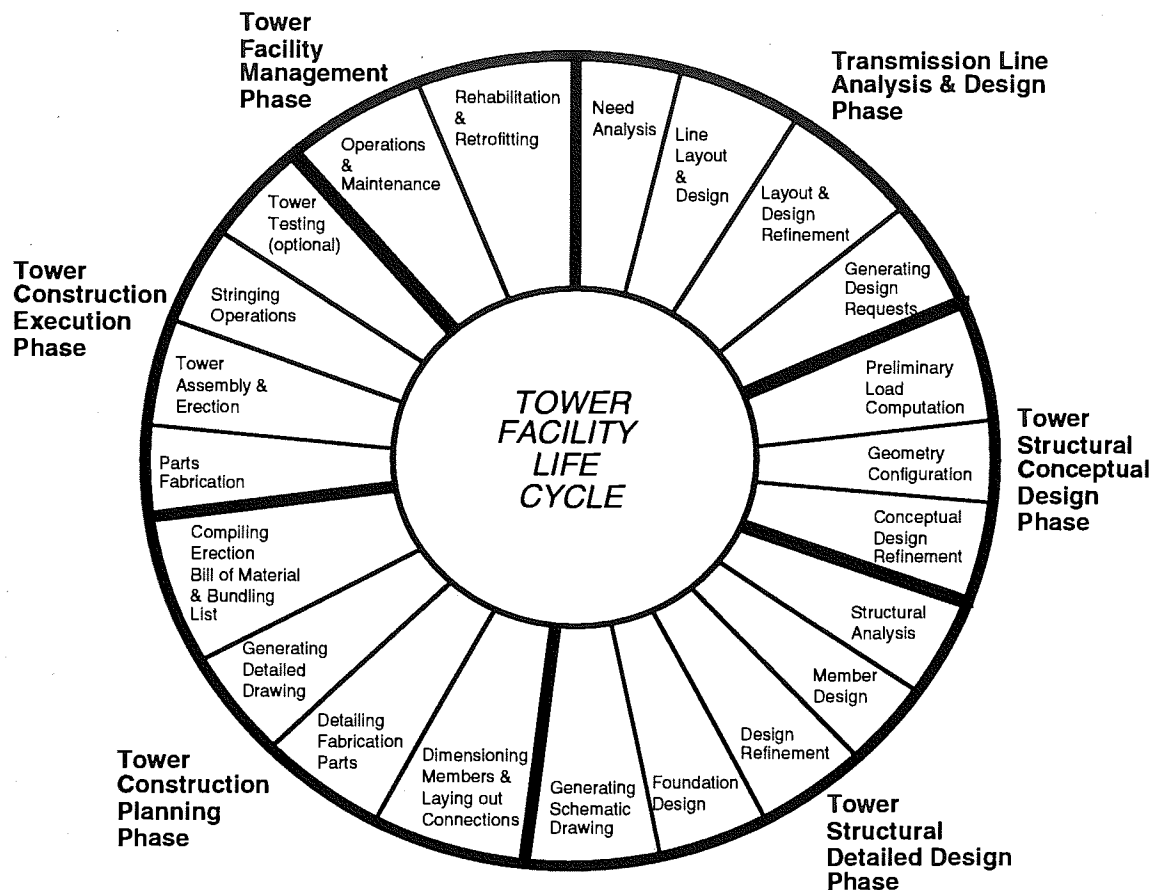 Tower
Facility
Management
Phase
Transmission Line
Analysis & Design
Phase
Tower
Structural
Conceptual
Design
Phase
Tower
Structural
Detailed Design
Phase
Tower
Construction
Planning
Phase
Tower
Construction
Execution
Phase
TOWER
FACILITY
LIFE
CYCLE
Need
Analysis
Line
Layout
&
Design
Layout &
Design
Refinement
Generating
Design
Requests
Preliminary
Load
Computation
Geometry
Configuration
Conceptual
Design
Refinement
Structural
Analysis
Member
Design
Design
Refinement
Foundation
Design
Generating
Schematic
Drawing
Dimensioning
Members &
Laying out
Connections
Detailing
Fabrication
Parts
Generating
Detailed
Drawing
Compiling
Erection
Bill of Material
& Bundling
List
Parts
Fabrication
Tower
Assembly &
Erection
Stringing
Operations
Tower
Testing
(optional)
Operations
&
Maintenance
Rehabilitation
&
Retrofitting